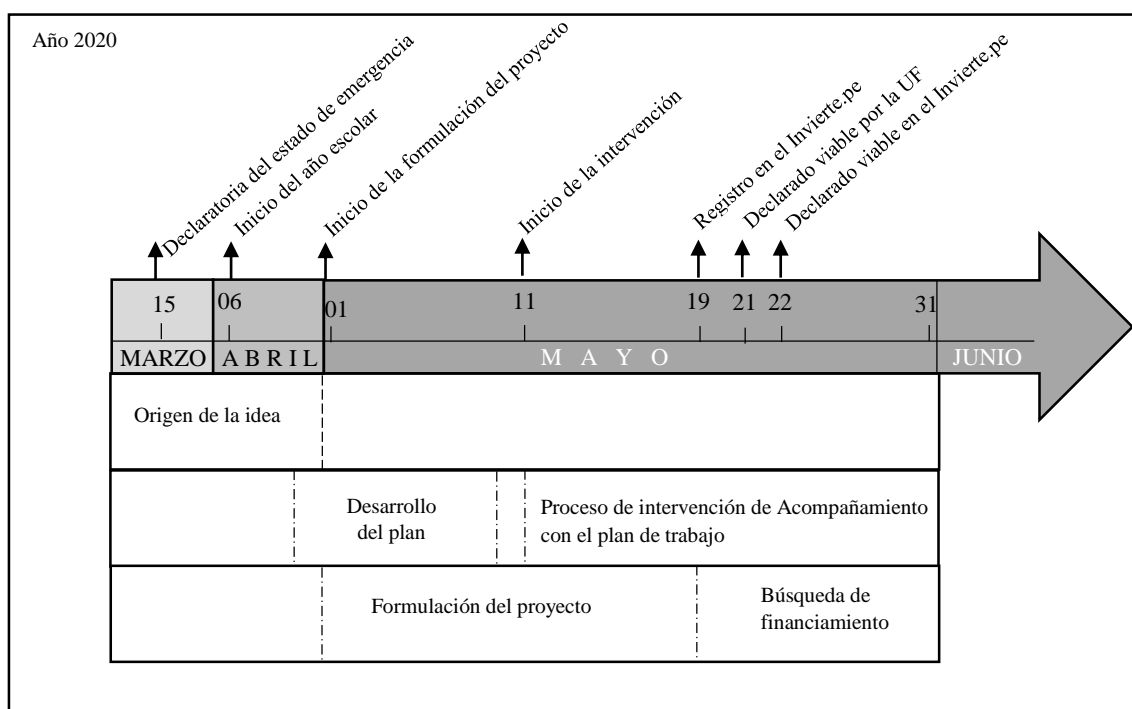 Año 2020
Declaratoria del estado de emergencia
Inicio del año escolar
Inicio de la formulación del proyecto
Inicio de la intervención
Registro en el Invierte.pe
Declarado viable por la UF
Declarado viable en el Invierte.pe
15 06 01 11 19 21 22 31
MARZO A B R I L M A Y O JUNIO
Origen de la idea
Desarrollo
del plan
Proceso de intervención de Acompañamiento
con el plan de trabajo
Formulación del proyecto
Búsqueda de
financiamiento